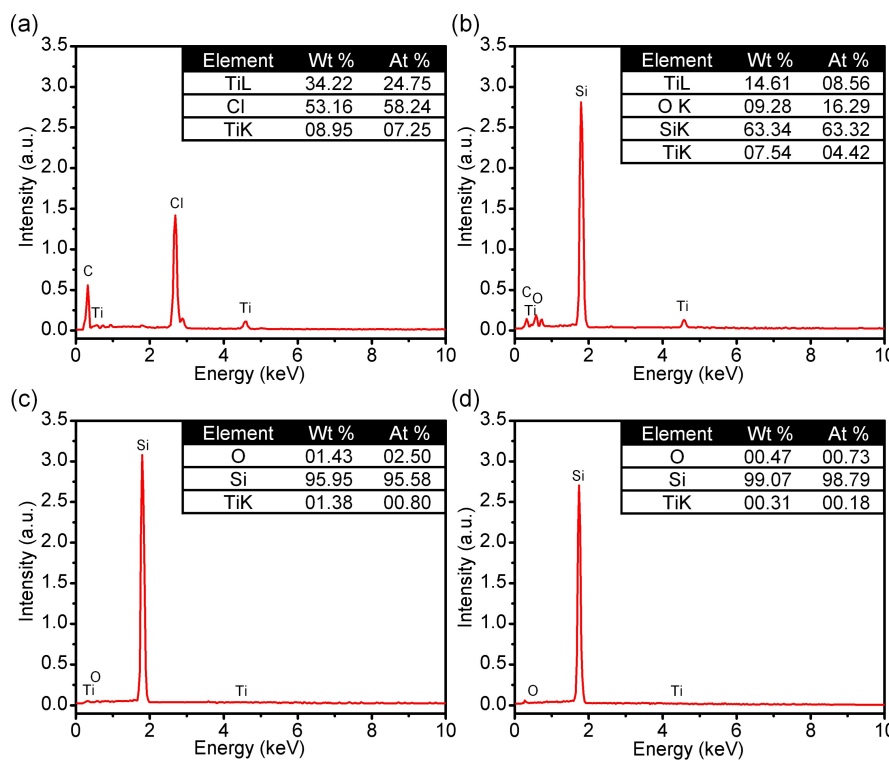 (a)
Element Wt % At %
TiL 34.22 24.75
Cl 53.16 58.24
TiK 08.95 07.25
C
Ti
Cl
Ti
3.5
3.0
2.5
2.0
1.5
1.0
0.5
0.0
Intensity (a.u.)
0 2 4 6 8 10
Energy (keV)
(b)
Element Wt % At %
TiL 14.61 08.56
O K 09.28 16.29
SiK 63.34 63.32
TiK 07.54 04.42
Si
C
O
Ti
Ti
3.5
3.0
2.5
2.0
1.5
1.0
0.5
0.0
Intensity (a.u.)
0 2 4 6 8 10
Energy (keV)
(c)
Element Wt % At %
O 01.43 02.50
Si 95.95 95.58
TiK 01.38 00.80
Si
O
Ti
Ti
3.5
3.0
2.5
2.0
1.5
1.0
0.5
0.0
Intensity (a.u.)
0 2 4 6 8 10
Energy (keV)
(d)
Element Wt % At %
O 00.47 00.73
Si 99.07 98.79
TiK 00.31 00.18
Si
O
Ti
3.5
3.0
2.5
2.0
1.5
1.0
0.5
0.0
Intensity (a.u.)
0 2 4 6 8 10
Energy (keV)